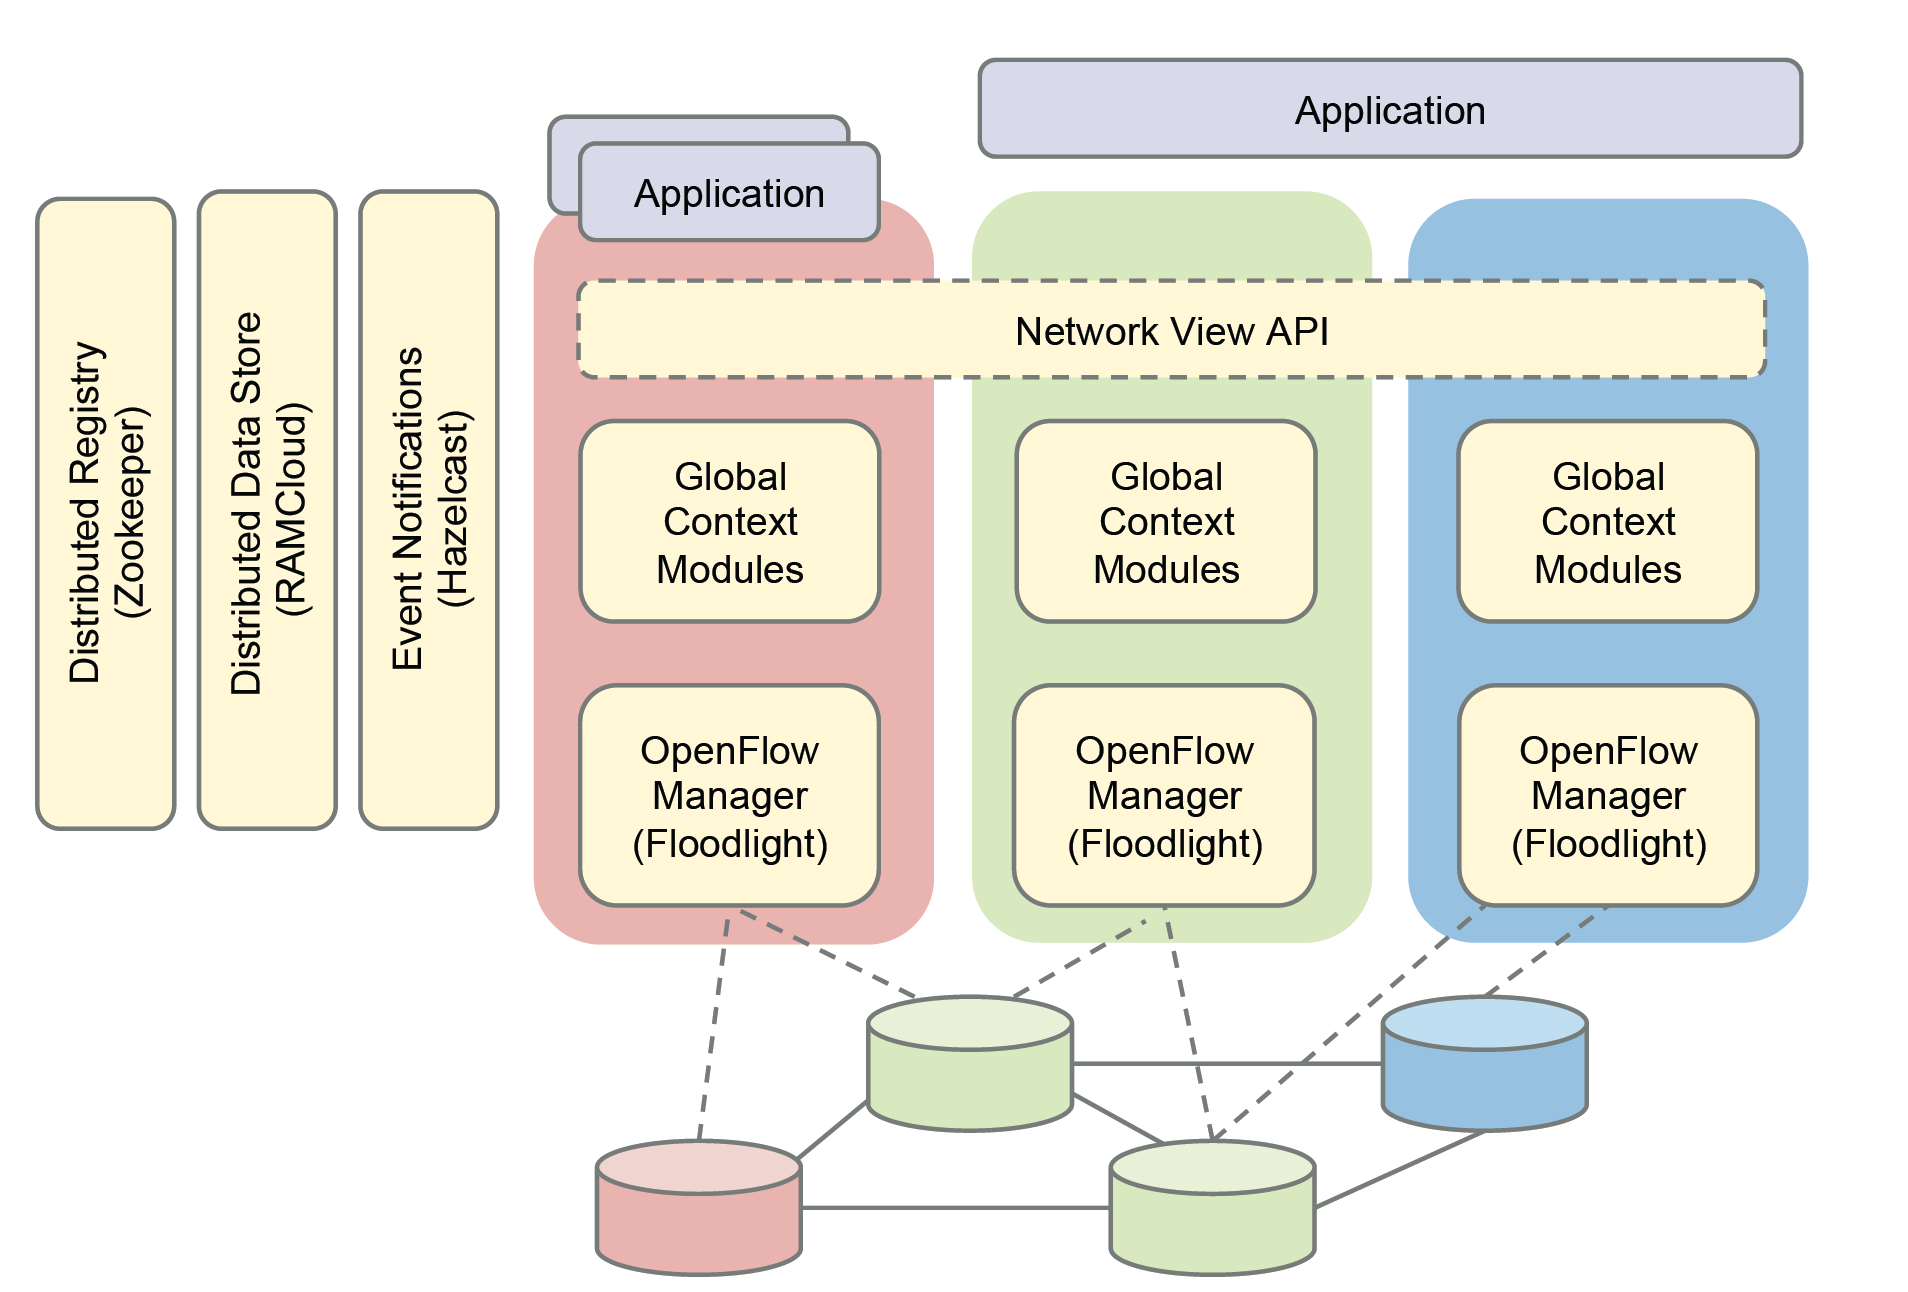 Application
Application
Distributed Registry
(Zookeeper)
Distributed Data Store
(RAMCloud)
Event Notifications
(Hazelcast)
Network View API
Global
Context
Modules
Global
Context
Modules
Global
Context
Modules
OpenFlow
Manager
(Floodlight)
OpenFlow
Manager
(Floodlight)
OpenFlow
Manager
(Floodlight)